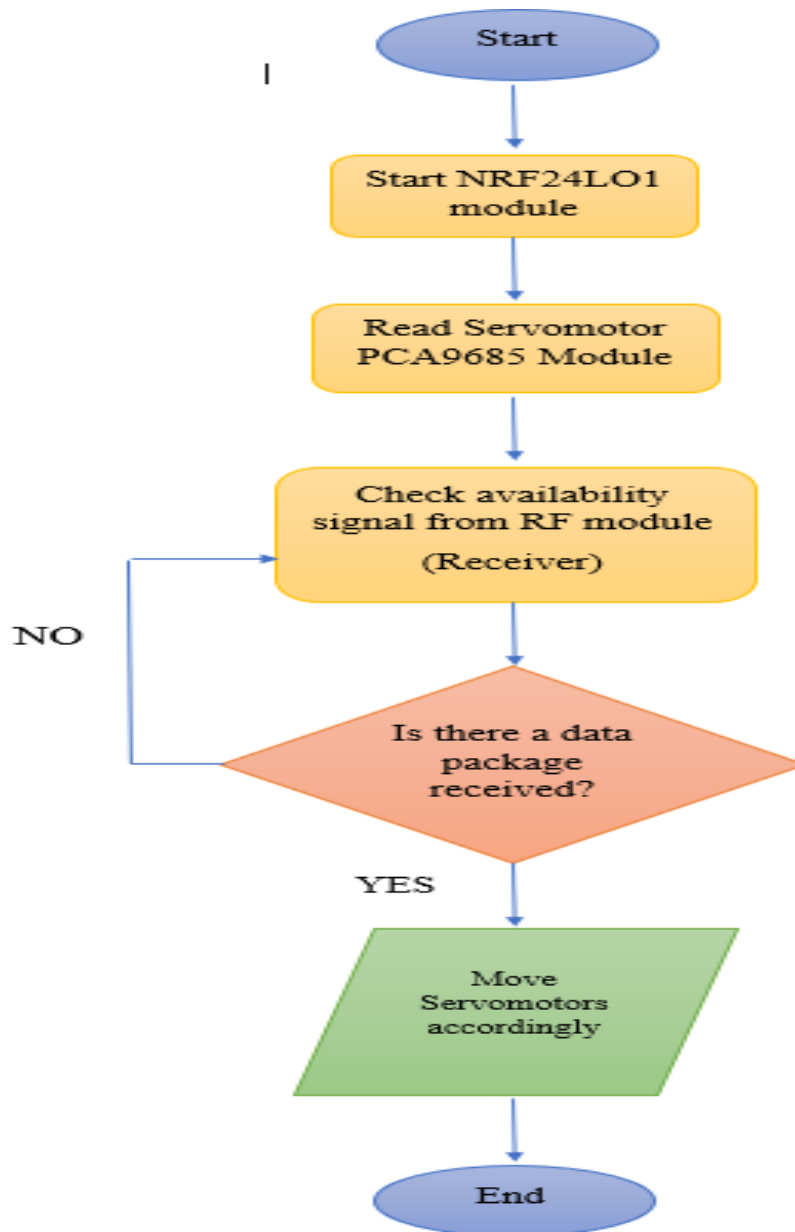 Start
Start NRF24LO1
module
Read Servomotor
PCA9685 Module
Check availability
signal from RF module
(Receiver)
NO
Is there a data
package
received?
YES
Move
Servomotors
accordingly
End